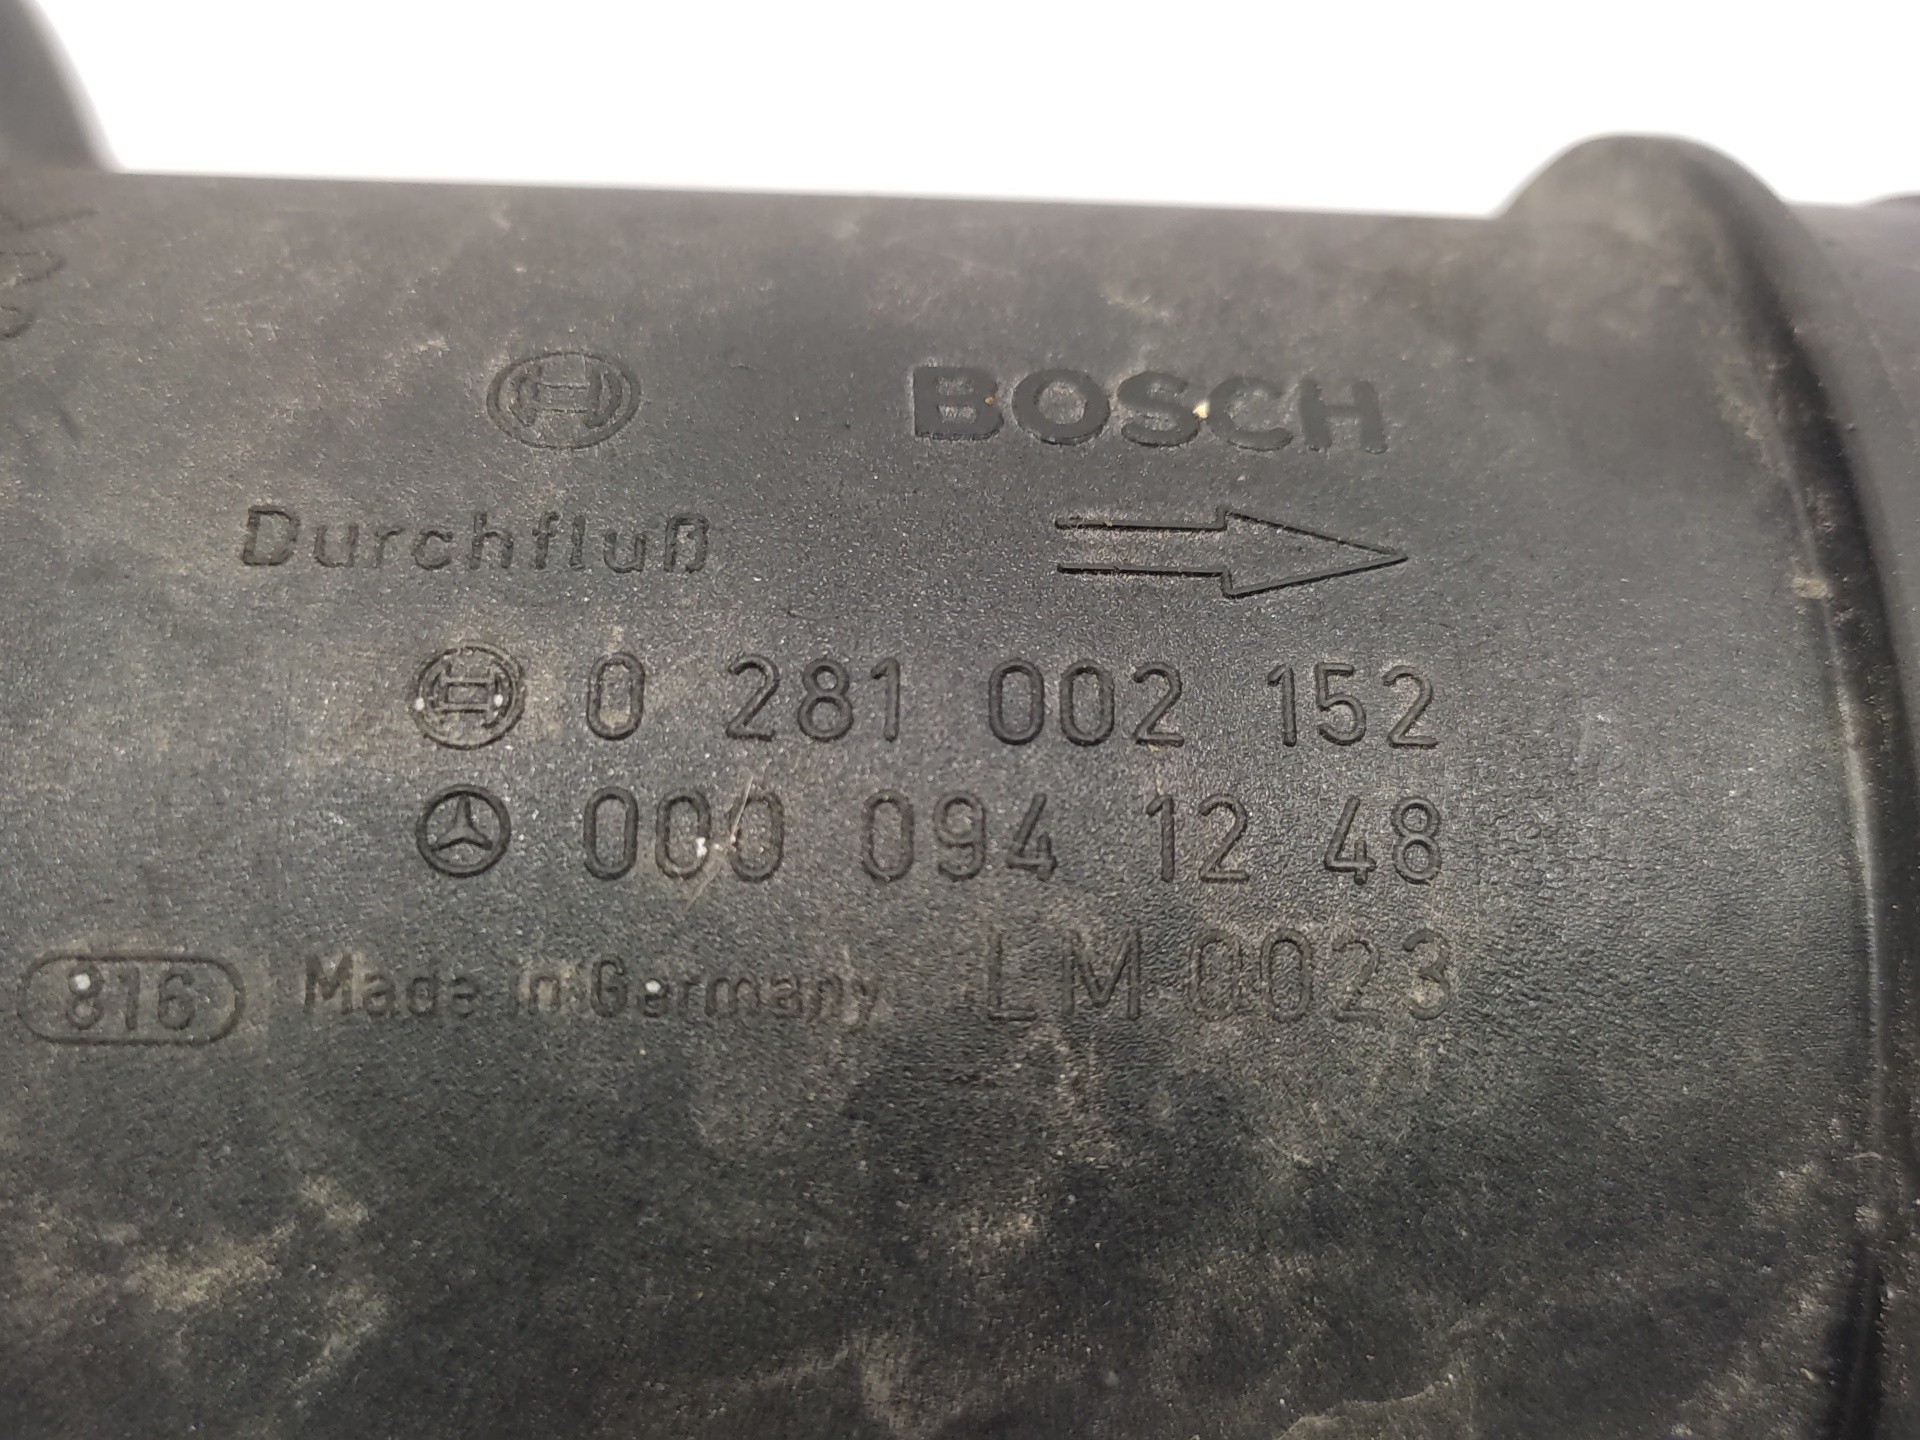 BOSCH
Durchfluß
0 281 002 152
000 094 12 48
816 Made in Germany LM 0023